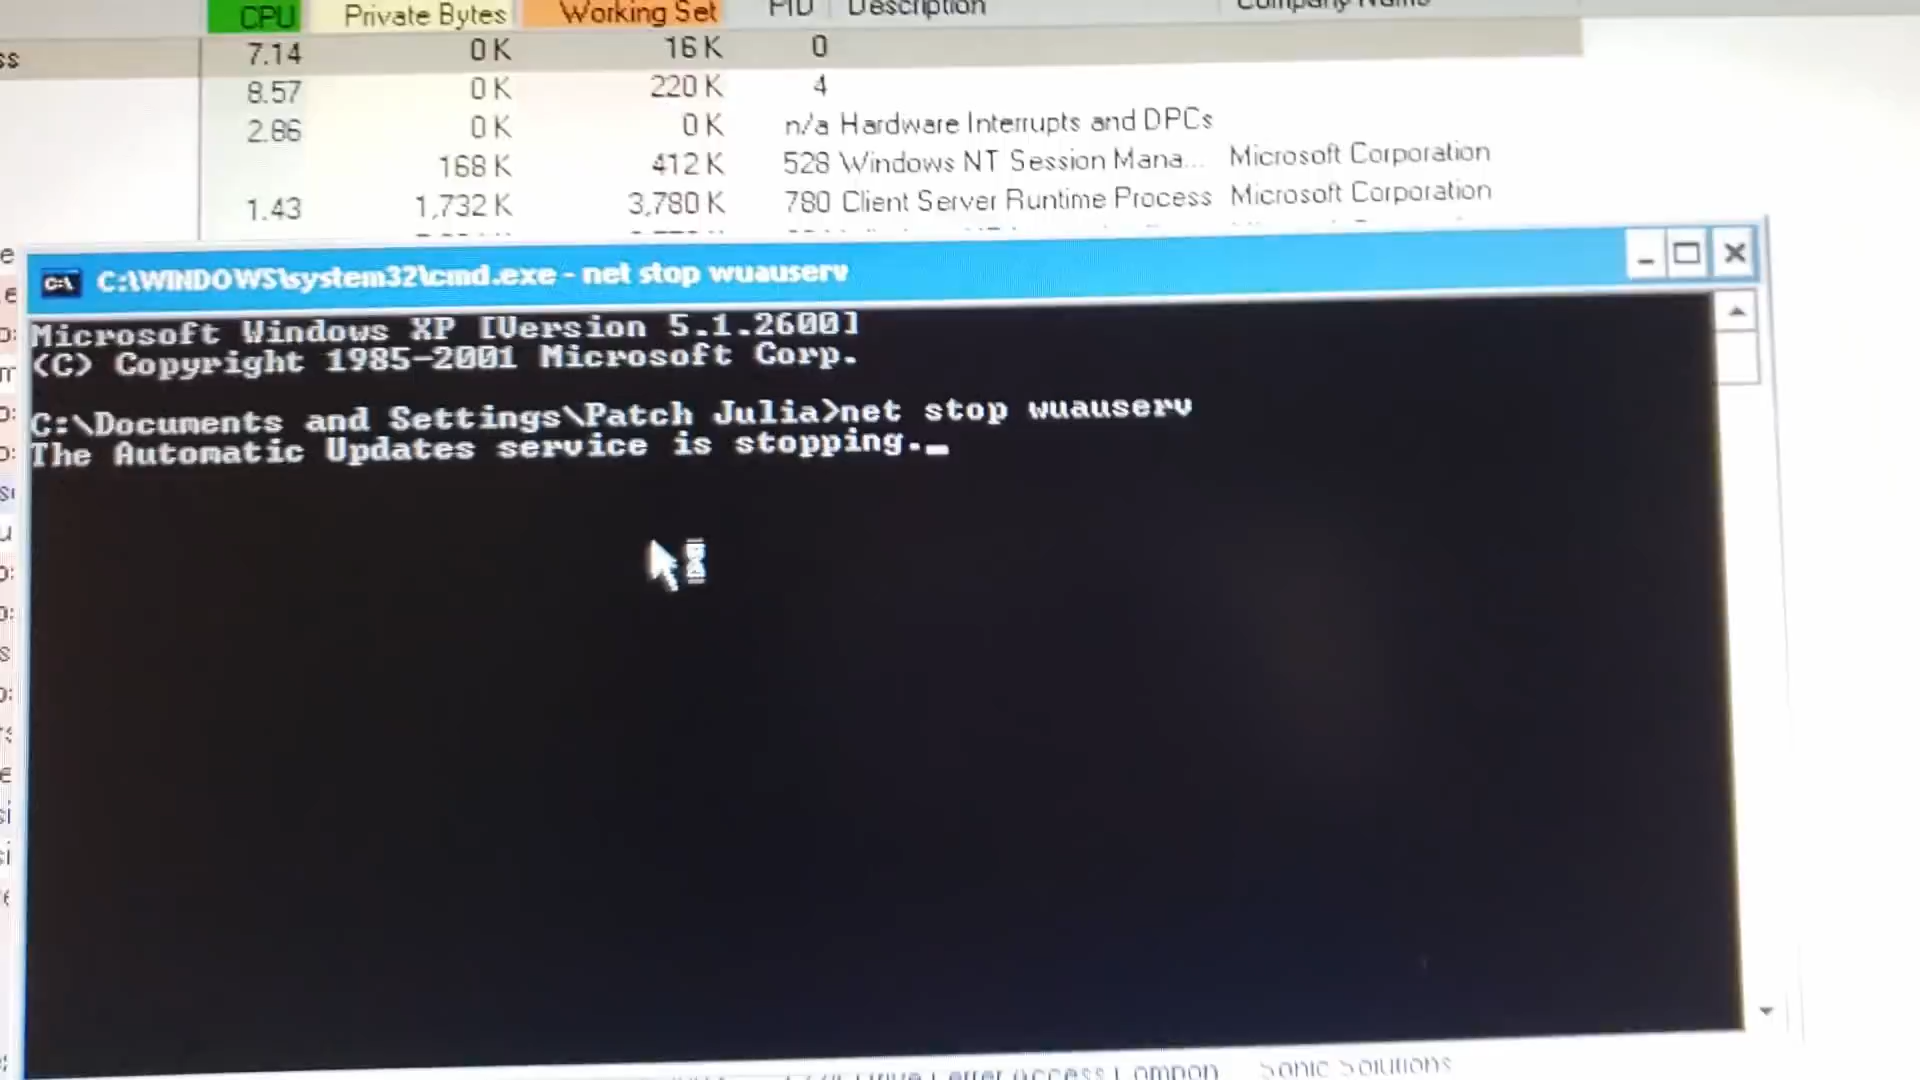 CPU Private Bytes Working Set PID Description Company Name
7.14 0 K 16 K 0
8.57 0 K 220 K 4
2.86 0 K 0 K n/a Hardware Interrupts and DPCs
168 K 412 K 528 Windows NT Session Mana... Microsoft Corporation
1.43 1,732 K 3,780 K 780 Client Server Runtime Process Microsoft Corporation
C:\WINDOWS\system32\cmd.exe - net stop wuauserv
Microsoft Windows XP [Version 5.1.2600]
(C) Copyright 1985-2001 Microsoft Corp.
C:\Documents and Settings\Patch Julia>net stop wuauserv
The Automatic Updates service is stopping.
Drive Letter Access Compon Sonic Solutions